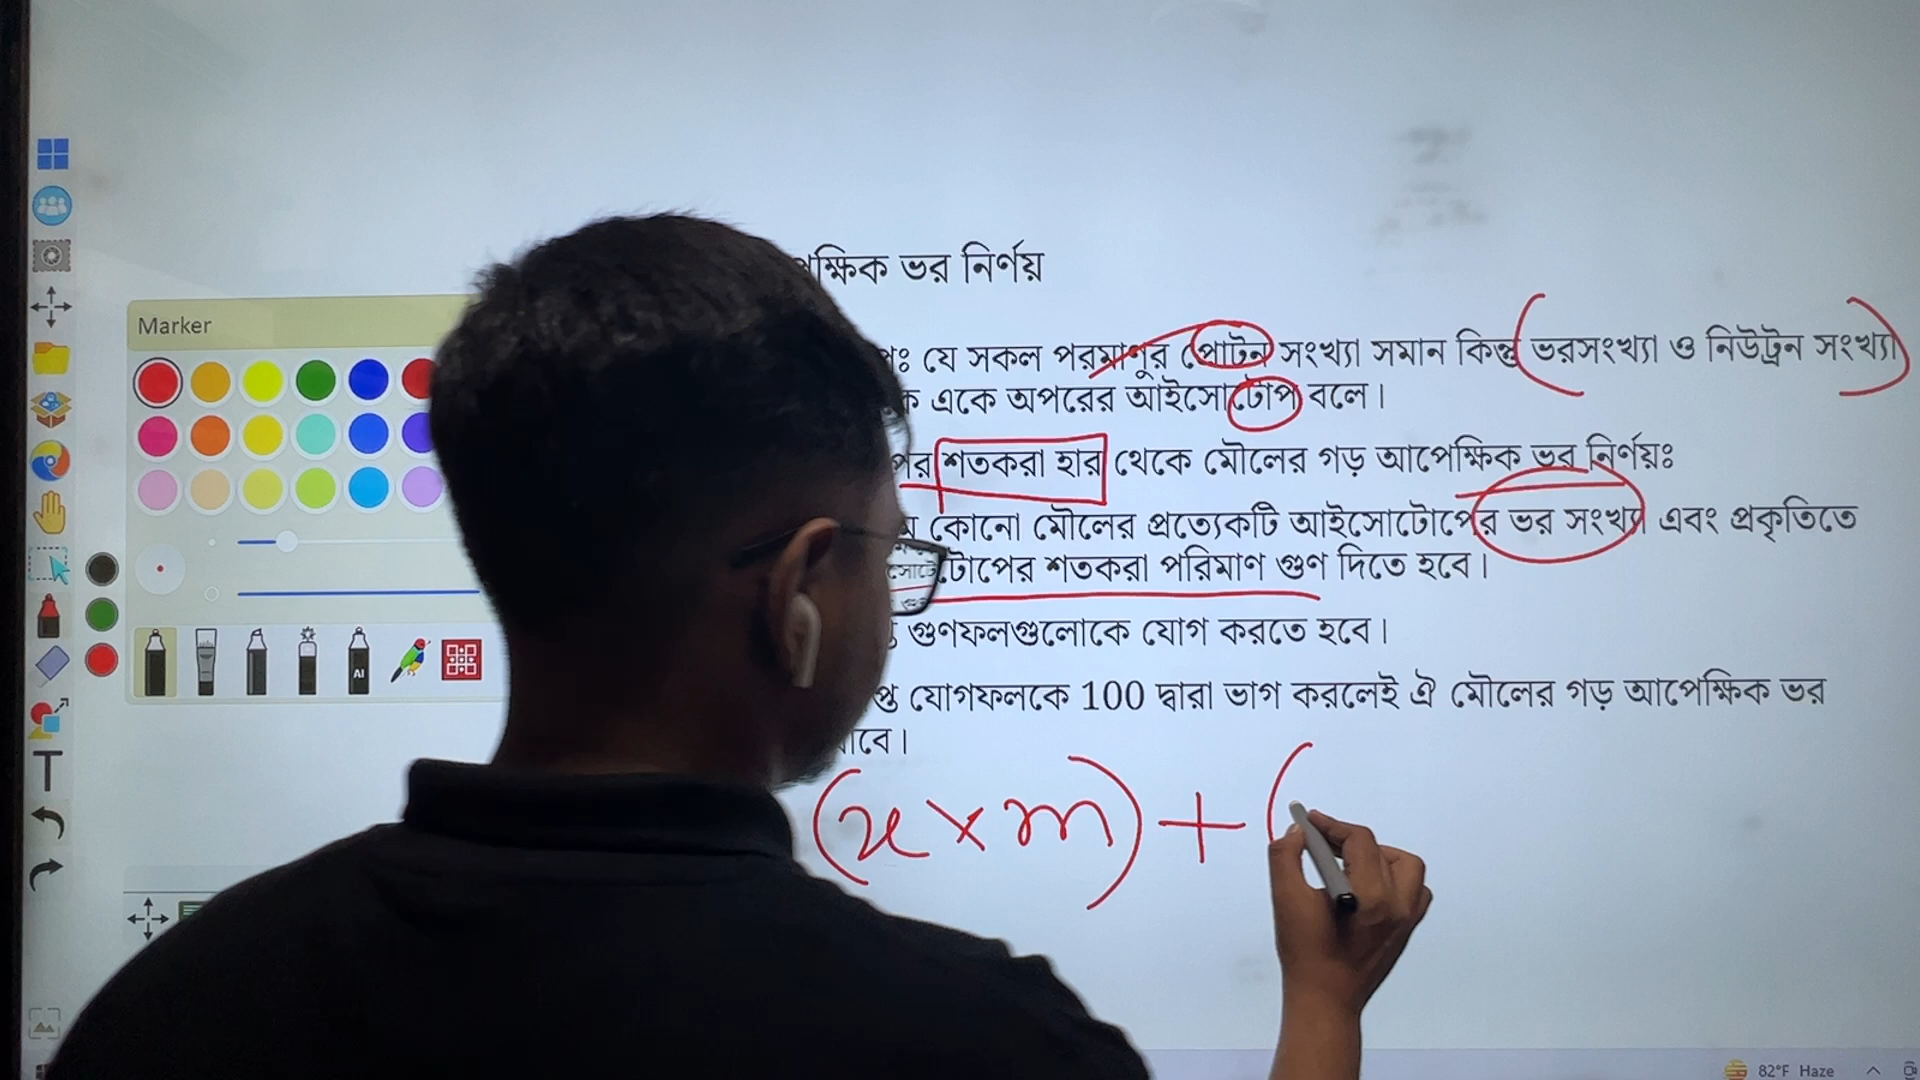 ভর নির্ণয়
Marker
যে সকল পরমাণুর পোটন সংখ্যা সমান কিন্তু ভরসংখ্যা ও নিউট্রন সংখ্যা
একে অপরের আইসোটোপ বলে।
শতকরা হার থেকে মৌলের গড় আপেক্ষিক ভর নির্ণয়ঃ
কোনো মৌলের প্রত্যেকটি আইসোটোপের ভর সংখ্যা এবং প্রকৃতিতে
শতকরা পরিমাণ গুণ দিতে হবে।
গুণফলগুলোকে যোগ করতে হবে।
যোগফলকে 100 দ্বারা ভাগ করলেই ঐ মৌলের গড় আপেক্ষিক ভর
(x × m) + (
AI
T
82°F Haze